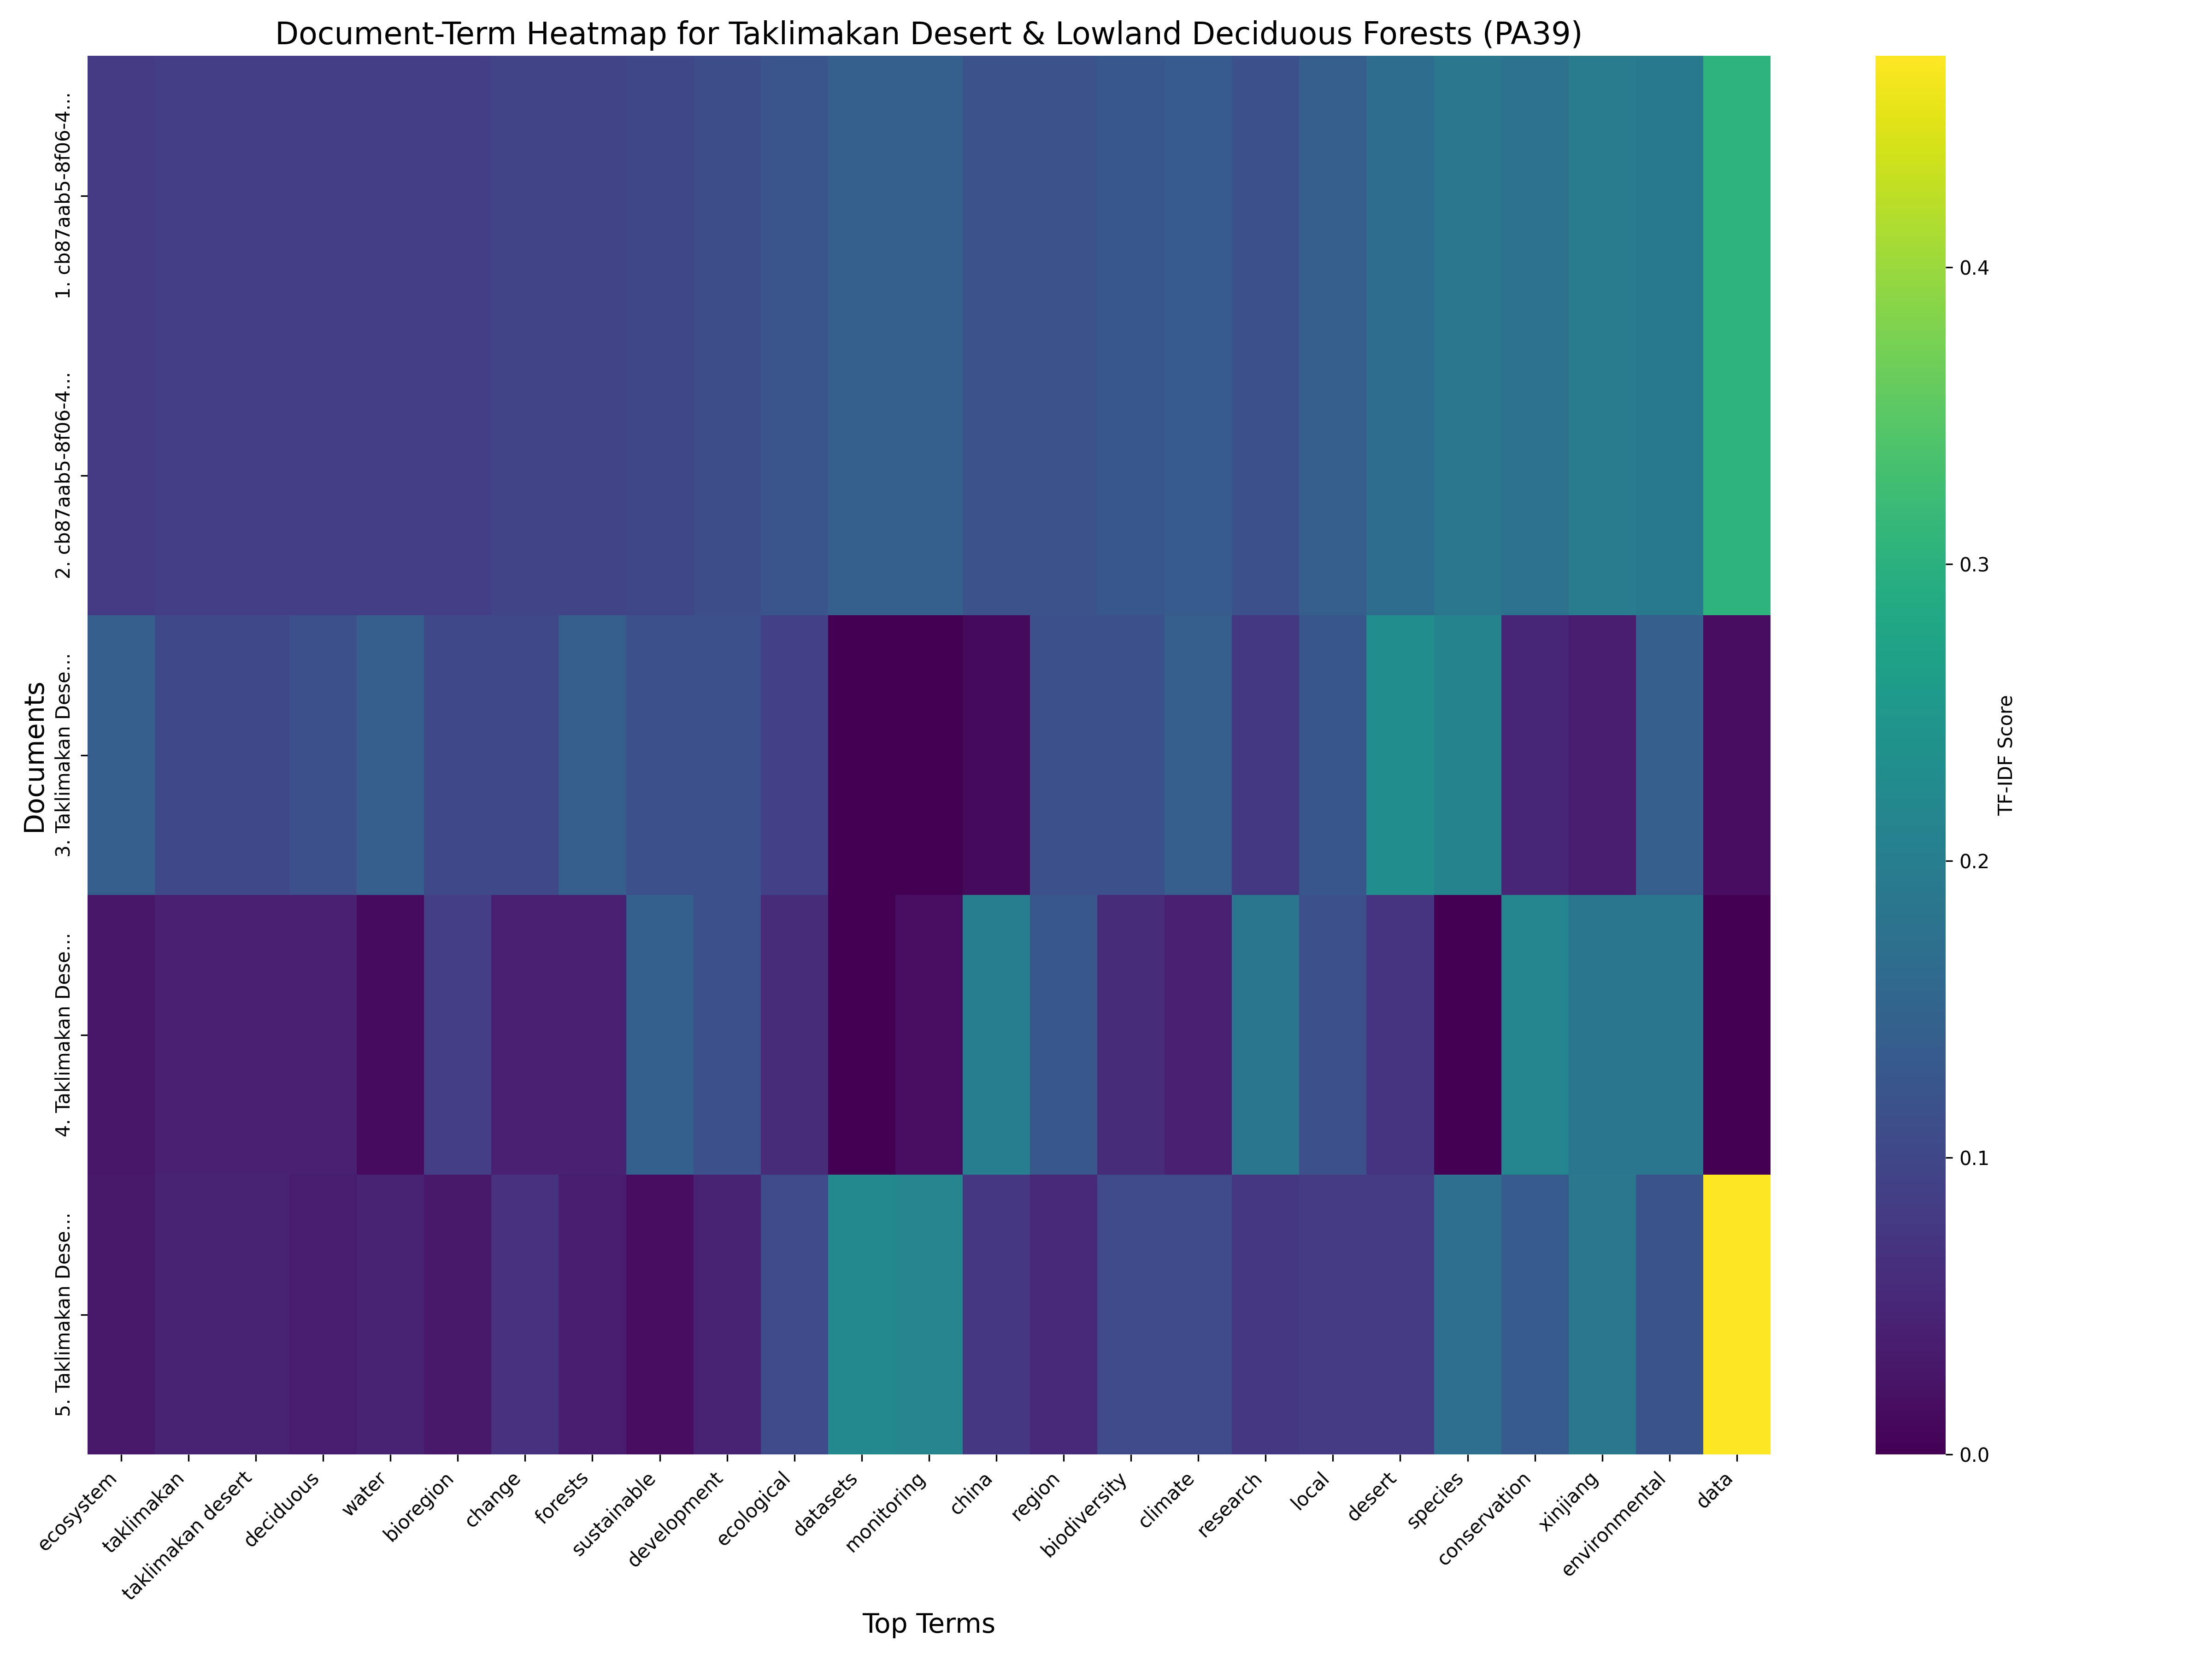 Document-Term Heatmap for Taklimakan Desert & Lowland Deciduous Forests (PA39)
Documents
1. cb87aab5-8f06-4...
2. cb87aab5-8f06-4...
3. Taklimakan Dese...
4. Taklimakan Dese...
5. Taklimakan Dese...
ecosystem
taklimakan
taklimakan desert
deciduous
water
bioregion
change
forests
sustainable
development
ecological
datasets
monitoring
china
region
biodiversity
climate
research
local
desert
species
conservation
xinjiang
environmental
data
Top Terms
0.4
0.3
0.2
0.1
0.0
TF-IDF Score